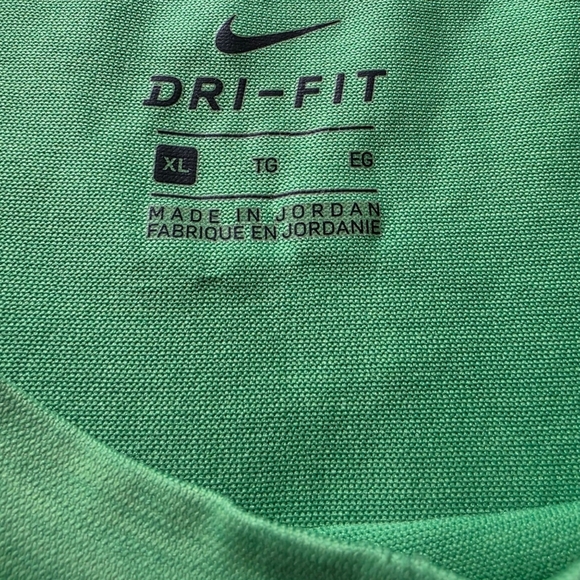 DRI-FIT
XL TG EG
MADE IN JORDAN
FABRIQUE EN JORDANIE